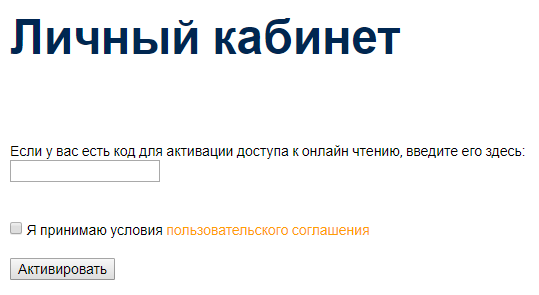 Личный кабинет
Если у вас есть код для активации доступа к онлайн чтению, введите его здесь:
Я принимаю условия пользовательского соглашения
Активировать